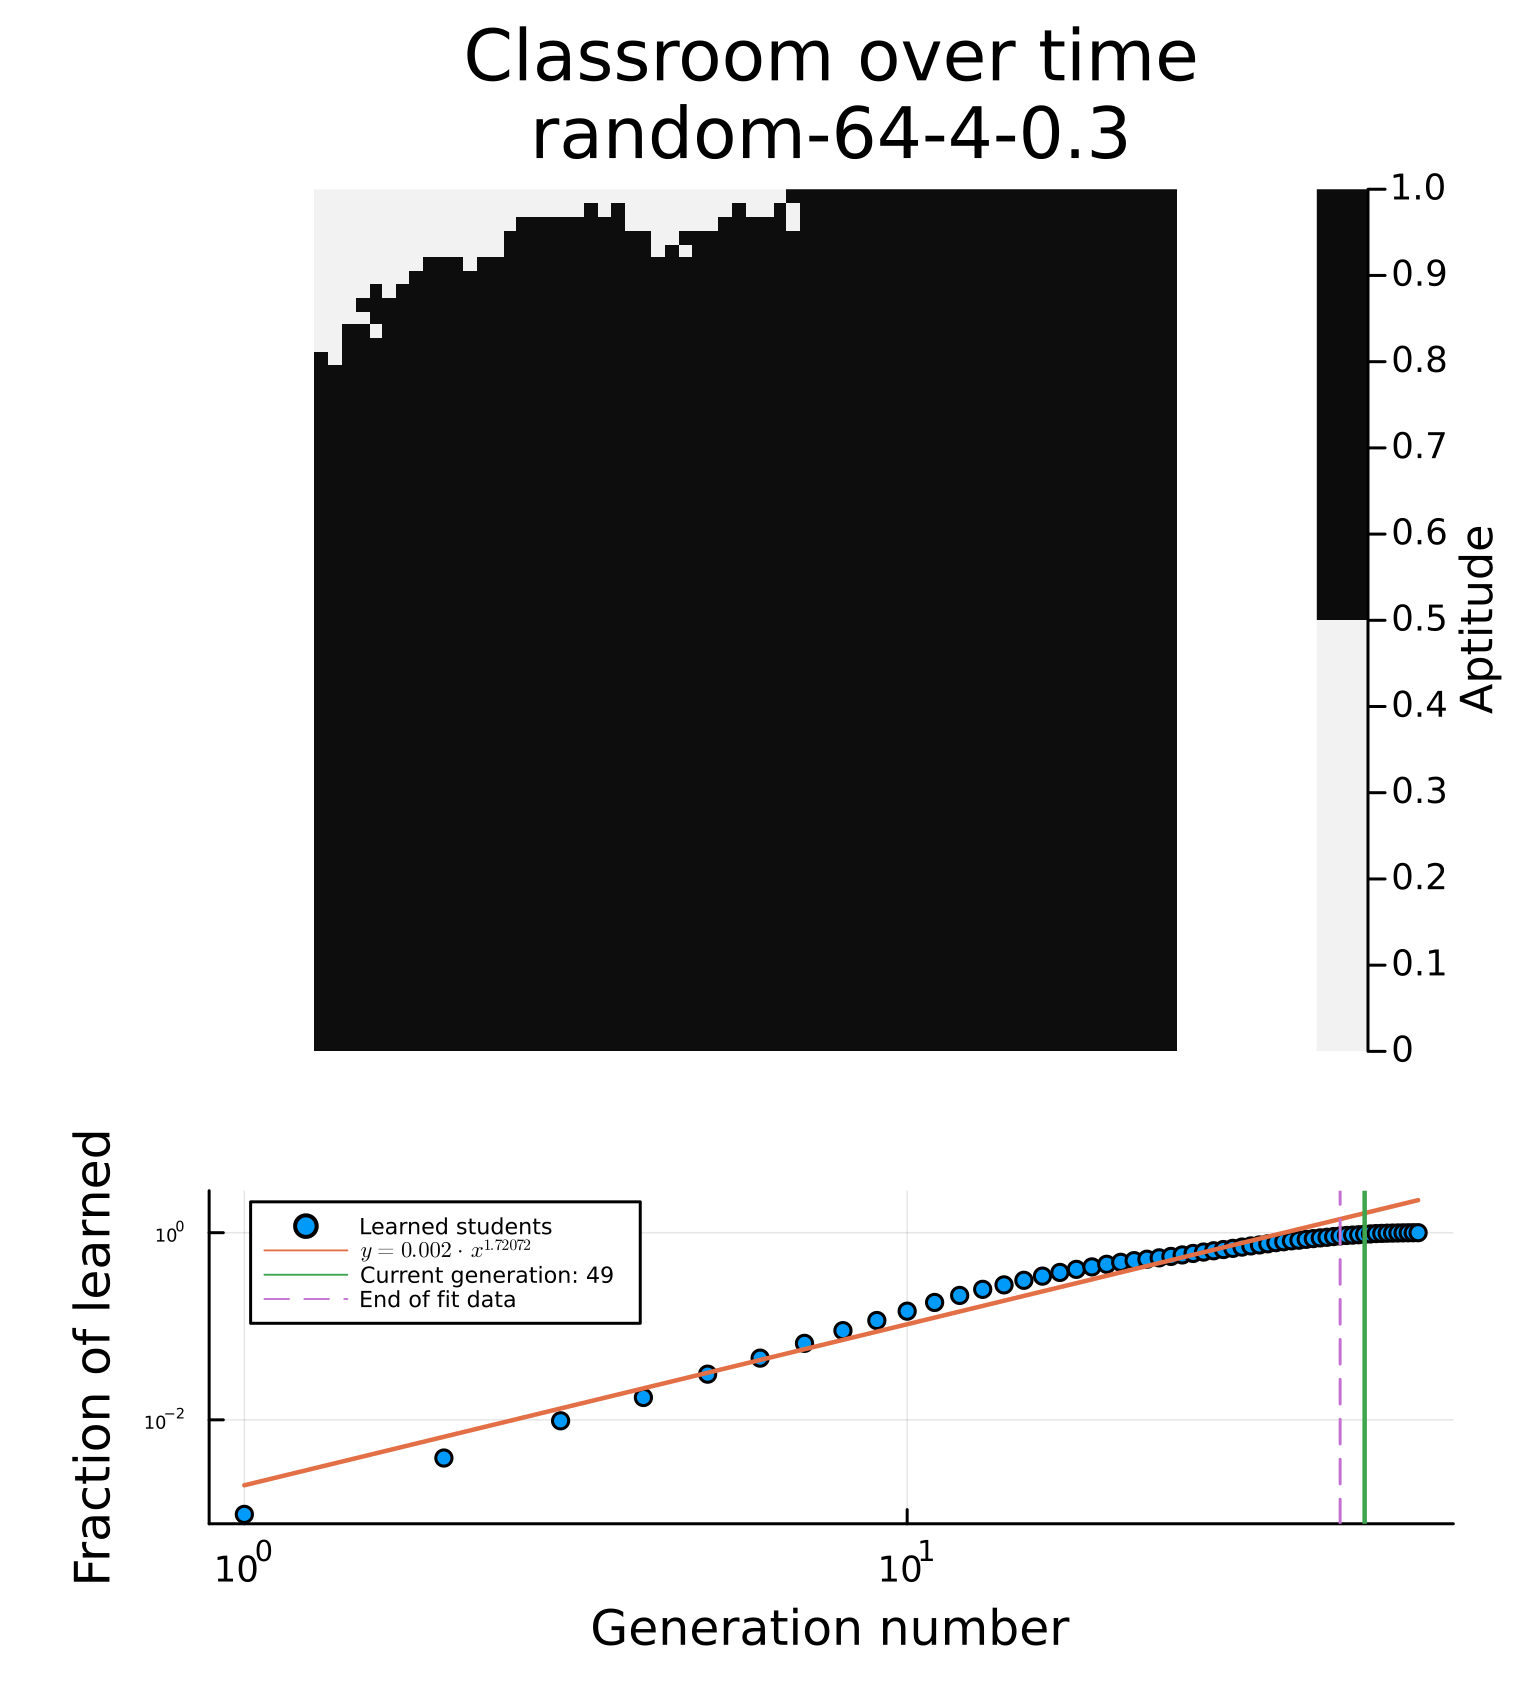 Classroom over time
random-64-4-0.3
1.0
0.9
0.8
0.7
0.6
0.5
0.4
0.3
0.2
0.1
0
Aptitude
Fraction of learned
10⁰
10⁻²
Learned students
y = 0.002 · x^1.72072
Current generation: 49
End of fit data
10⁰
10¹
Generation number